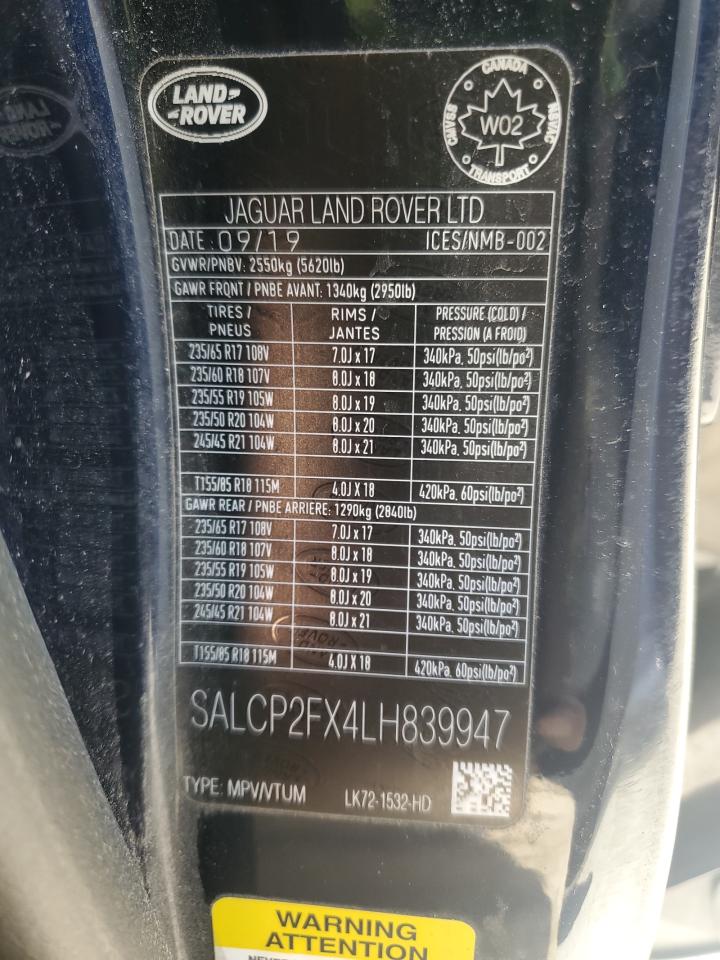 LAND-
-ROVER
CANADA
CMVSS W02 NSVAC
TRANSPORT
JAGUAR LAND ROVER LTD
DATE : 09/19 ICES/NMB-002
GVWR/PNBV: 2550kg (5620lb)
GAWR FRONT / PNBE AVANT: 1340kg (2950lb)
TIRES / RIMS / PRESSURE (COLD) /
PNEUS JANTES PRESSION (A FROID)
235/65 R17 108V 7.0J x 17 340kPa, 50psi(lb/po²)
235/60 R18 107V 8.0J x 18 340kPa, 50psi(lb/po²)
235/55 R19 105W 8.0J x 19 340kPa, 50psi(lb/po²)
235/50 R20 104W 8.0J x 20 340kPa, 50psi(lb/po²)
245/45 R21 104W 8.0J x 21 340kPa, 50psi(lb/po²)
T155/85 R18 115M 4.0J X 18 420kPa, 60psi(lb/po²)
GAWR REAR / PNBE ARRIERE: 1290kg (2840lb)
235/65 R17 108V 7.0J x 17 340kPa, 50psi(lb/po²)
235/60 R18 107V 8.0J x 18 340kPa, 50psi(lb/po²)
235/55 R19 105W 8.0J x 19 340kPa, 50psi(lb/po²)
235/50 R20 104W 8.0J x 20 340kPa, 50psi(lb/po²)
245/45 R21 104W 8.0J x 21 340kPa, 50psi(lb/po²)
T155/85 R18 115M 4.0J X 18 420kPa, 60psi(lb/po²)
SALCP2FX4LH839947
TYPE: MPV/VTUM LK72-1532-HD
WARNING
ATTENTION